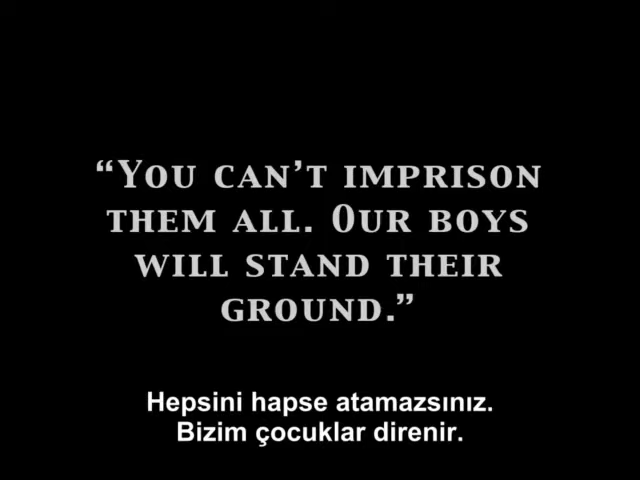 “You can’t imprison
them all. Our boys
will stand their
ground.”
Hepsini hapse atamazsınız.
Bizim çocuklar direnir.